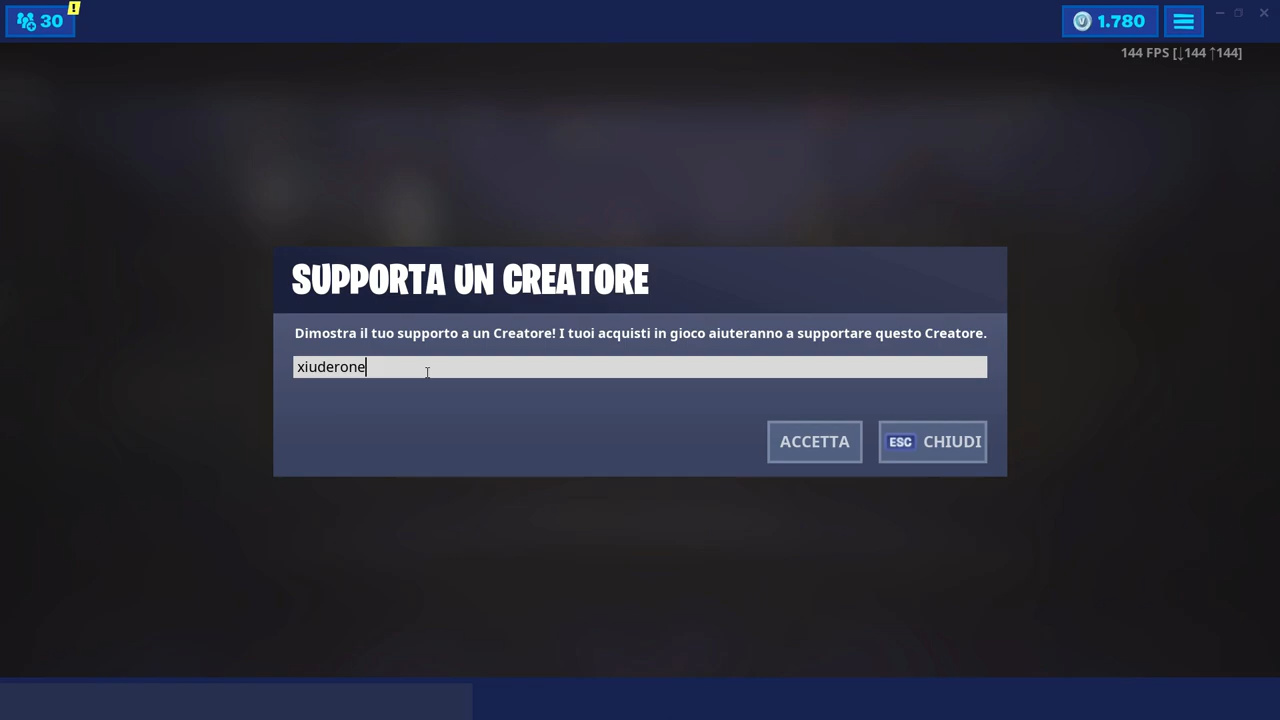 30 !
1.780
144 FPS [↓144 ↑144]
SUPPORTA UN CREATORE
Dimostra il tuo supporto a un Creatore! I tuoi acquisti in gioco aiuteranno a supportare questo Creatore.
xiuderone
ACCETTA
ESC CHIUDI